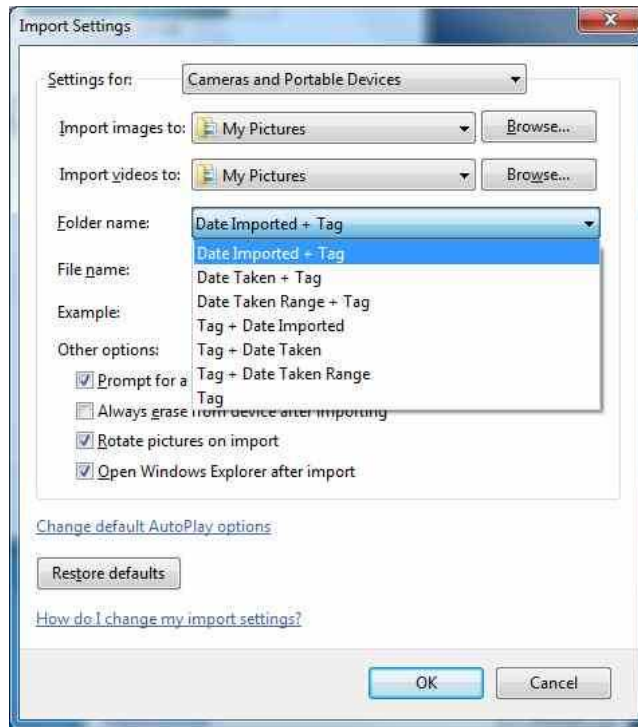 Import Settings
Settings for: Cameras and Portable Devices
Import images to: My Pictures Browse...
Import videos to: My Pictures Browse...
Folder name: Date Imported + Tag
Date Imported + Tag
File name: Date Taken + Tag
Date Taken Range + Tag
Example: Tag + Date Imported
Other options: Tag + Date Taken
Prompt for a Tag + Date Taken Range
Tag
Always erase from device after importing
Rotate pictures on import
Open Windows Explorer after import
Change default AutoPlay options
Restore defaults
How do I change my import settings?
OK Cancel